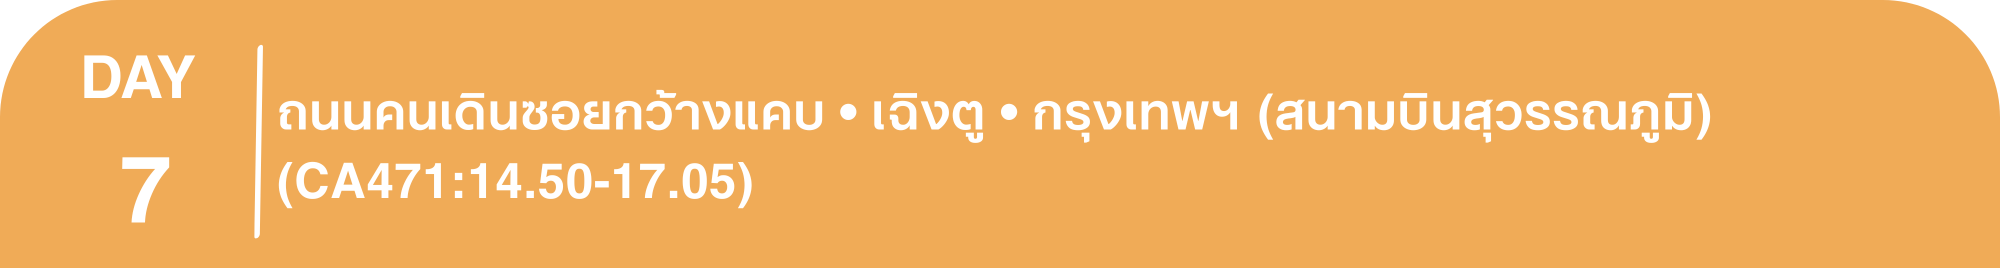 DAY
7
ถนนคนเดินซอยกว้างแคบ • เฉิงตู • กรุงเทพฯ (สนามบินสุวรรณภูมิ)
(CA471:14.50-17.05)